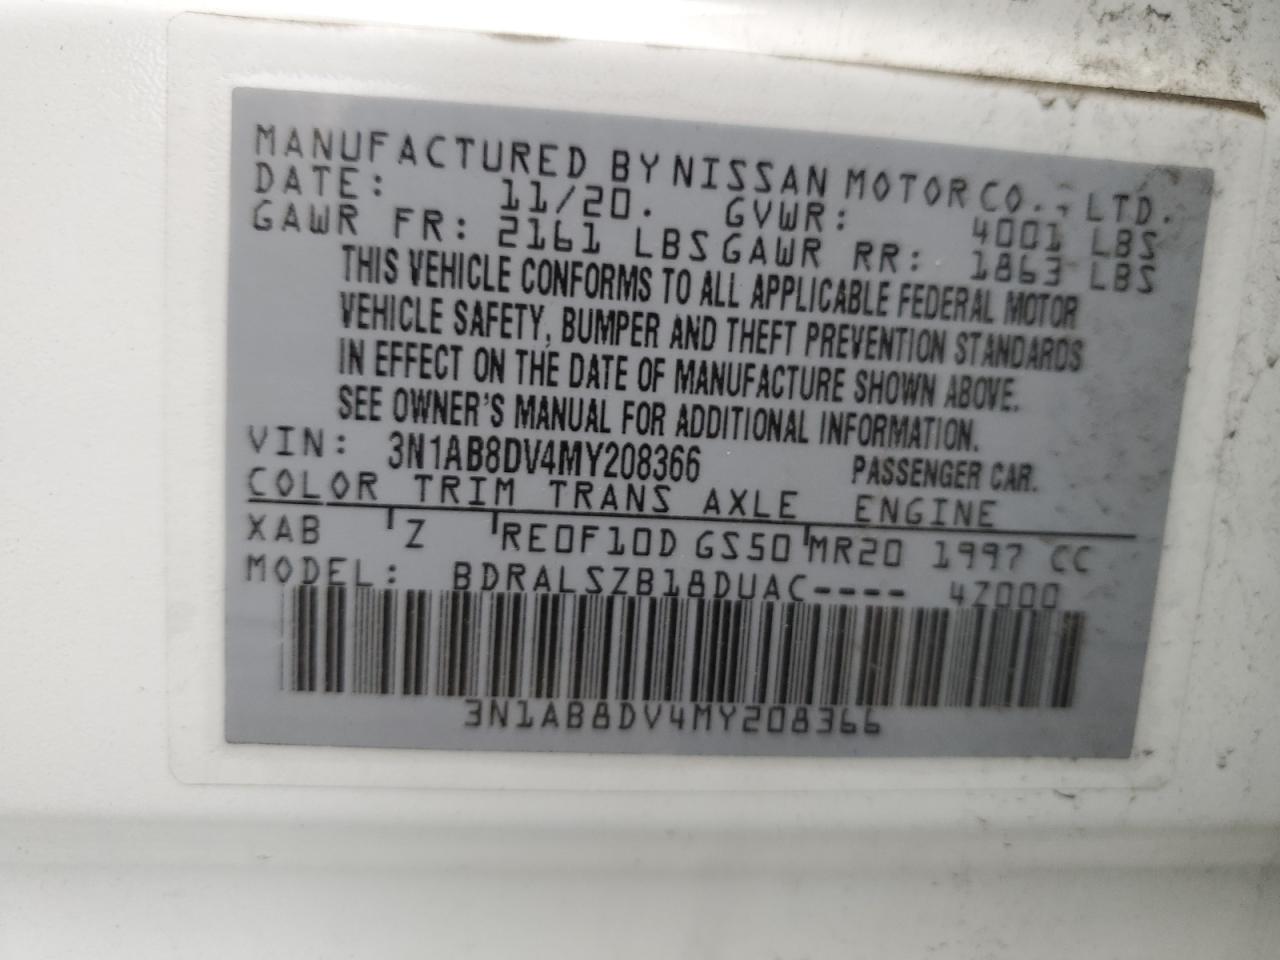 MANUFACTURED BY NISSAN MOTOR CO., LTD.
DATE: 11/20. GVWR: 4001 LBS
GAWR FR: 2161 LBS GAWR RR: 1863 LBS
THIS VEHICLE CONFORMS TO ALL APPLICABLE FEDERAL MOTOR
VEHICLE SAFETY, BUMPER AND THEFT PREVENTION STANDARDS
IN EFFECT ON THE DATE OF MANUFACTURE SHOWN ABOVE.
SEE OWNER'S MANUAL FOR ADDITIONAL INFORMATION.
VIN: 3N1AB8DV4MY208366 PASSENGER CAR.
COLOR TRIM TRANS AXLE ENGINE
XAB Z RE0F10D GS50 MR20 1997 CC
MODEL: BDRALSZB18DUAC---- 4Z000
3N1AB8DV4MY208366